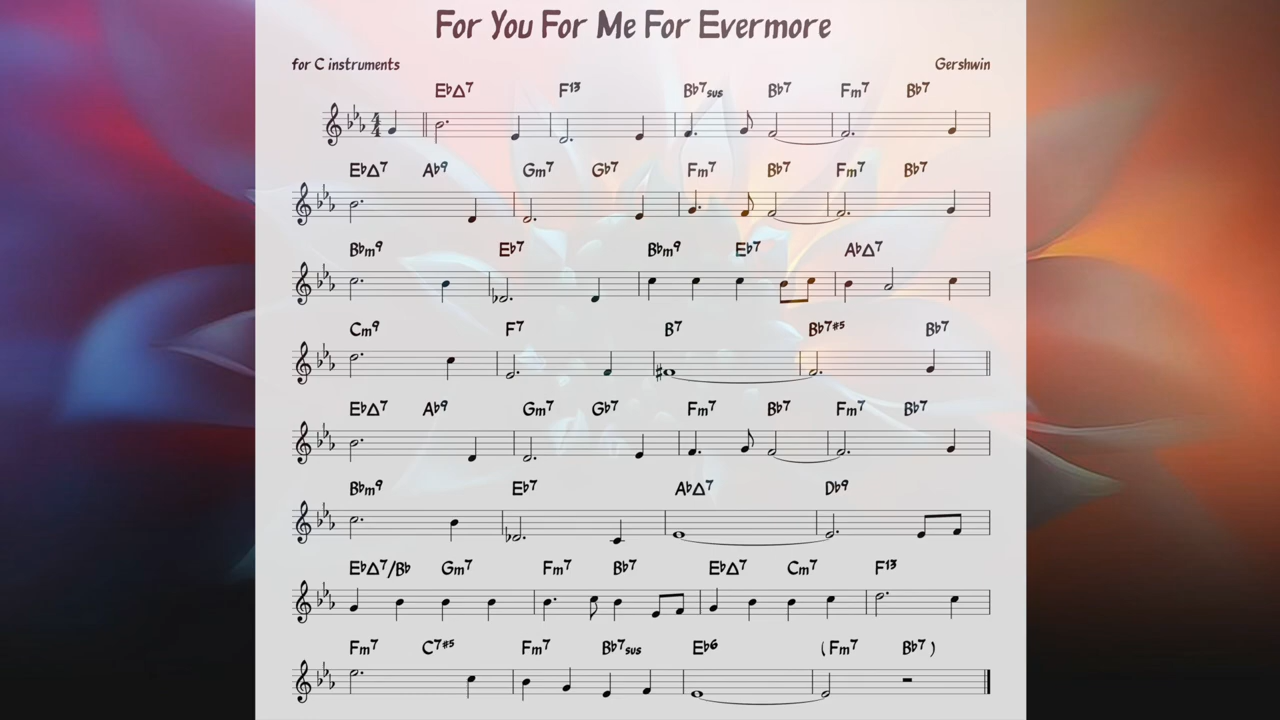 For You For Me For Evermore
for C instruments Gershwin
E♭Δ7 F13 B♭7sus B♭7 Fm7 B♭7
4
4
E♭Δ7 A♭9 Gm7 G♭7 Fm7 B♭7 Fm7 B♭7
B♭m9 E♭7 B♭m9 E♭7 A♭Δ7
Cm9 F7 B7 B♭7#5 B♭7
E♭Δ7 A♭9 Gm7 G♭7 Fm7 B♭7 Fm7 B♭7
B♭m9 E♭7 A♭Δ7 D♭9
E♭Δ7/B♭ Gm7 Fm7 B♭7 E♭Δ7 Cm7 F13
Fm7 C7#5 Fm7 B♭7sus E♭6 (Fm7 B♭7)